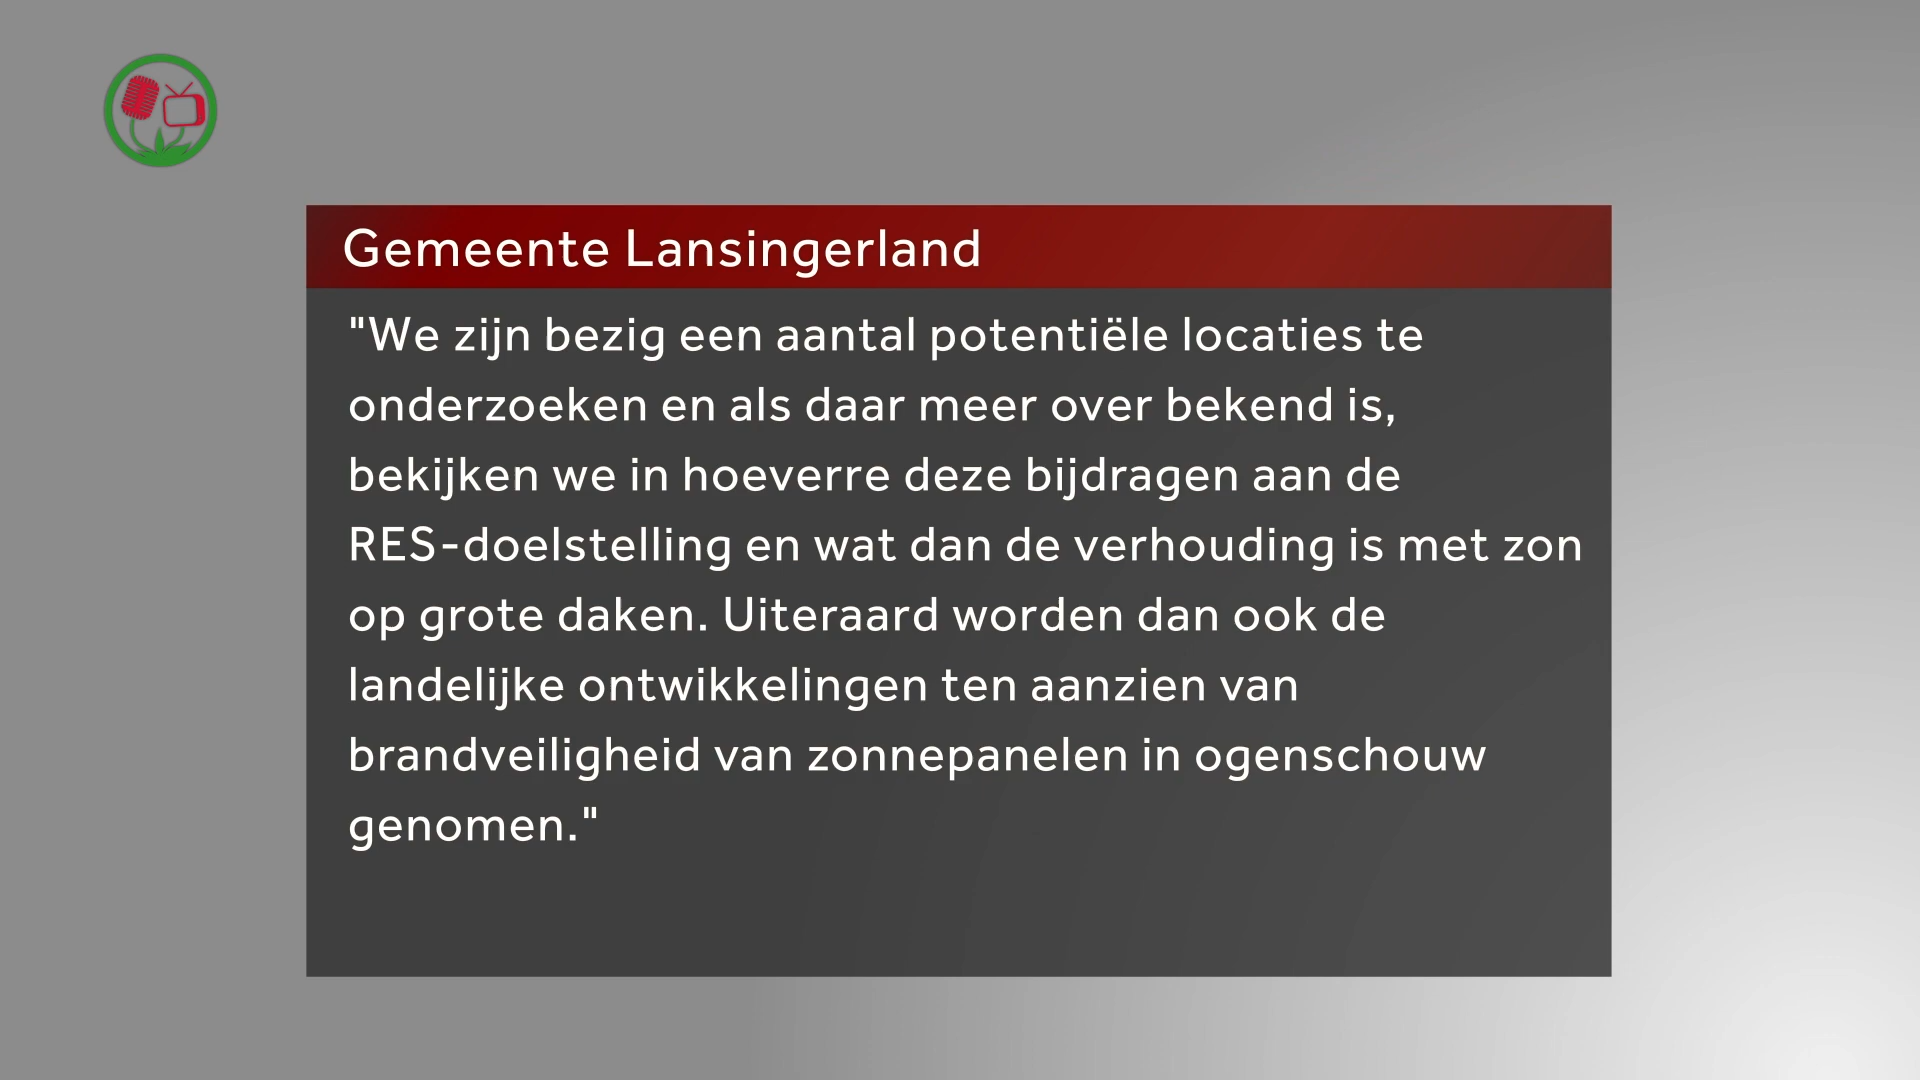 Gemeente Lansingerland
"We zijn bezig een aantal potentiële locaties te
onderzoeken en als daar meer over bekend is,
bekijken we in hoeverre deze bijdragen aan de
RES-doelstelling en wat dan de verhouding is met zon
op grote daken. Uiteraard worden dan ook de
landelijke ontwikkelingen ten aanzien van
brandveiligheid van zonnepanelen in ogenschouw
genomen."